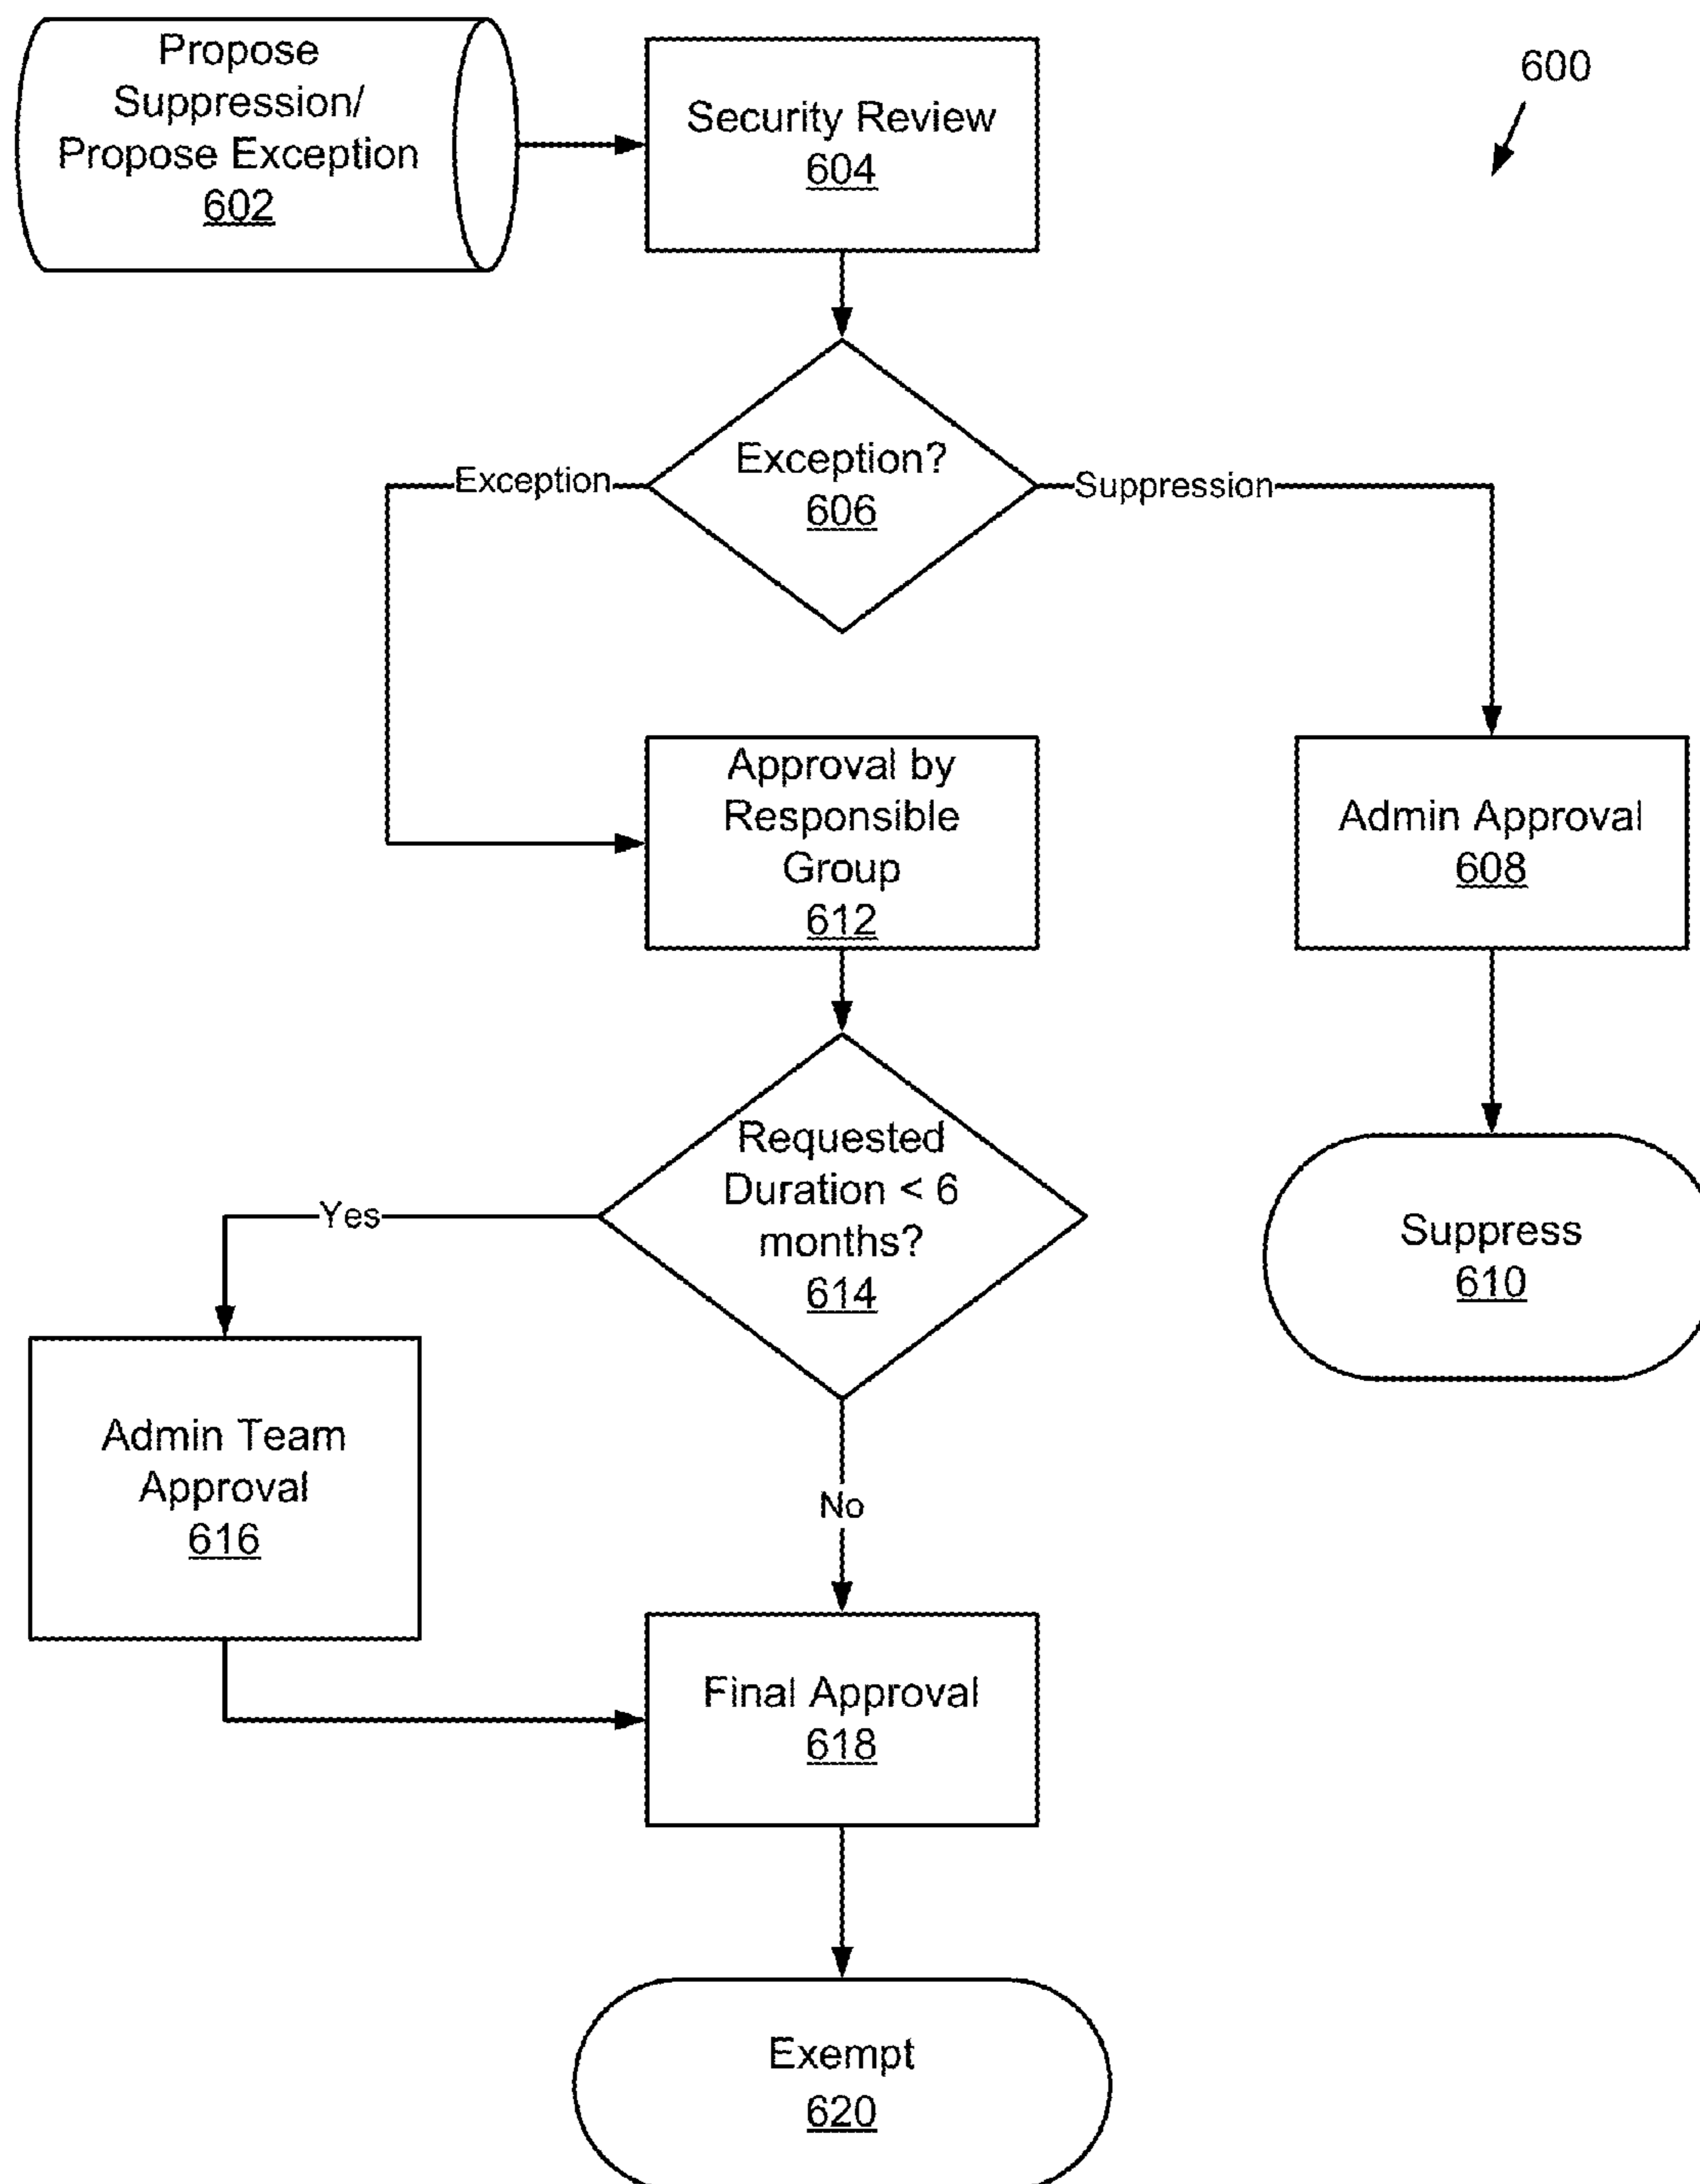 Propose
Suppression/
Propose Exception
602
Security Review
604
600
Exception?
606
Exception
Suppression
Approval by
Responsible
Group
612
Admin Approval
608
Requested
Duration < 6
months?
614
Yes
Suppress
610
Admin Team
Approval
616
No
Final Approval
618
Exempt
620